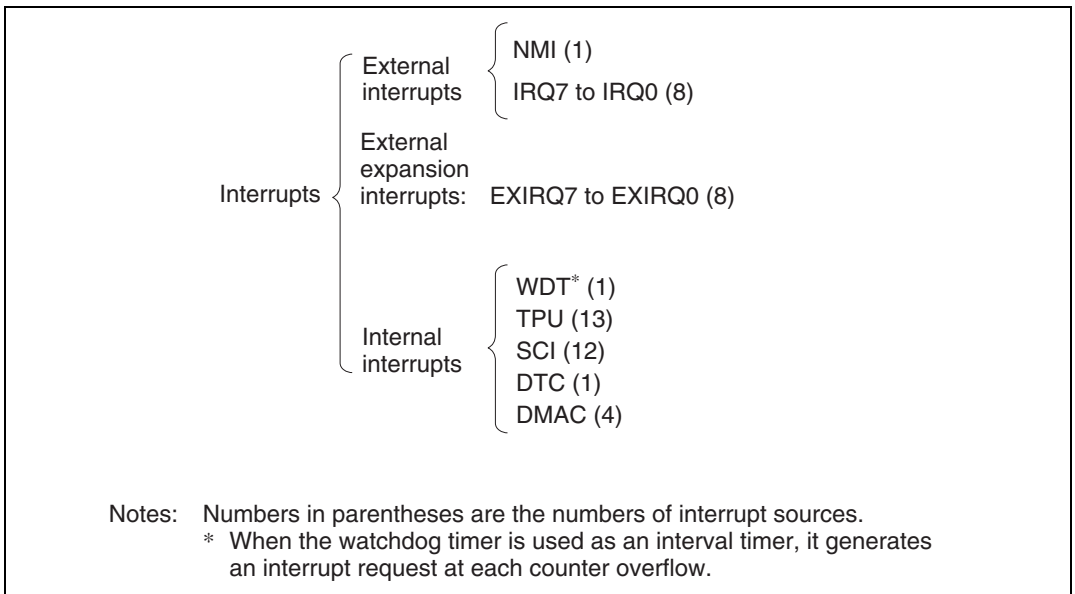 External
interrupts
NMI (1)
IRQ7 to IRQ0 (8)
External
expansion
Interrupts
interrupts: EXIRQ7 to EXIRQ0 (8)
Internal
interrupts
WDT* (1)
TPU (13)
SCI (12)
DTC (1)
DMAC (4)
Notes: Numbers in parentheses are the numbers of interrupt sources.
* When the watchdog timer is used as an interval timer, it generates
an interrupt request at each counter overflow.